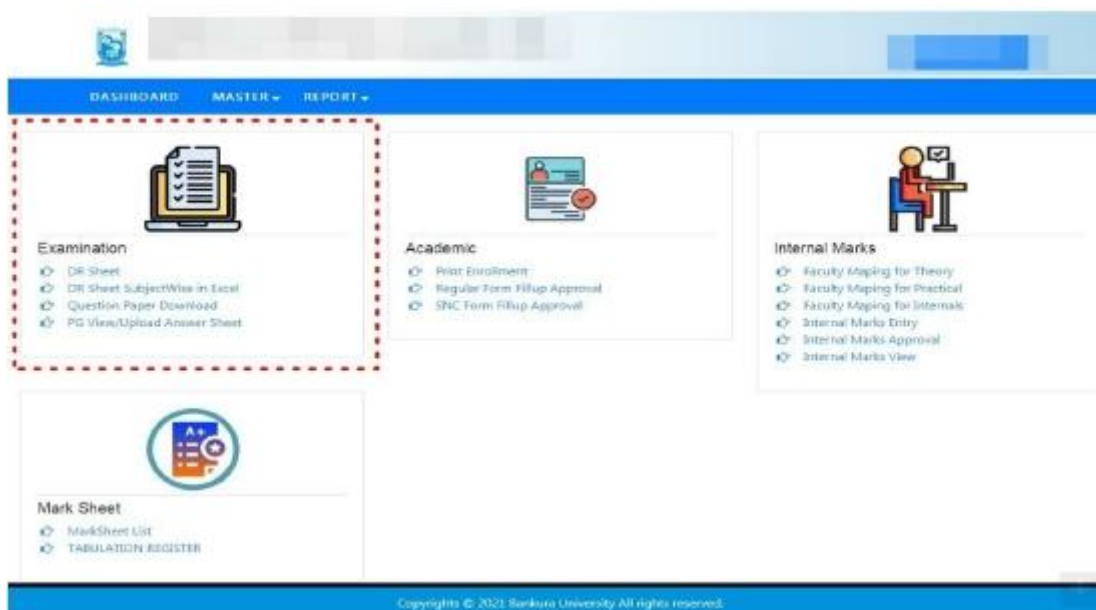 DASHBOARD MASTER REPORT
Examination
DR Sheet
DR Sheet SubjectWise in Excel
Question Paper Download
PG View/Upload Answer Sheet
Academic
Print Enrollment
Regular Form Fillup Approval
SNC Form Fillup Approval
Internal Marks
Faculty Maping for Theory
Faculty Maping for Practical
Faculty Maping for Internals
Internal Marks Entry
Internal Marks Approval
Internal Marks View
A+
Mark Sheet
MarkSheet List
TABULATION REGISTER
Copyrights © 2021 Bankura University All rights reserved.